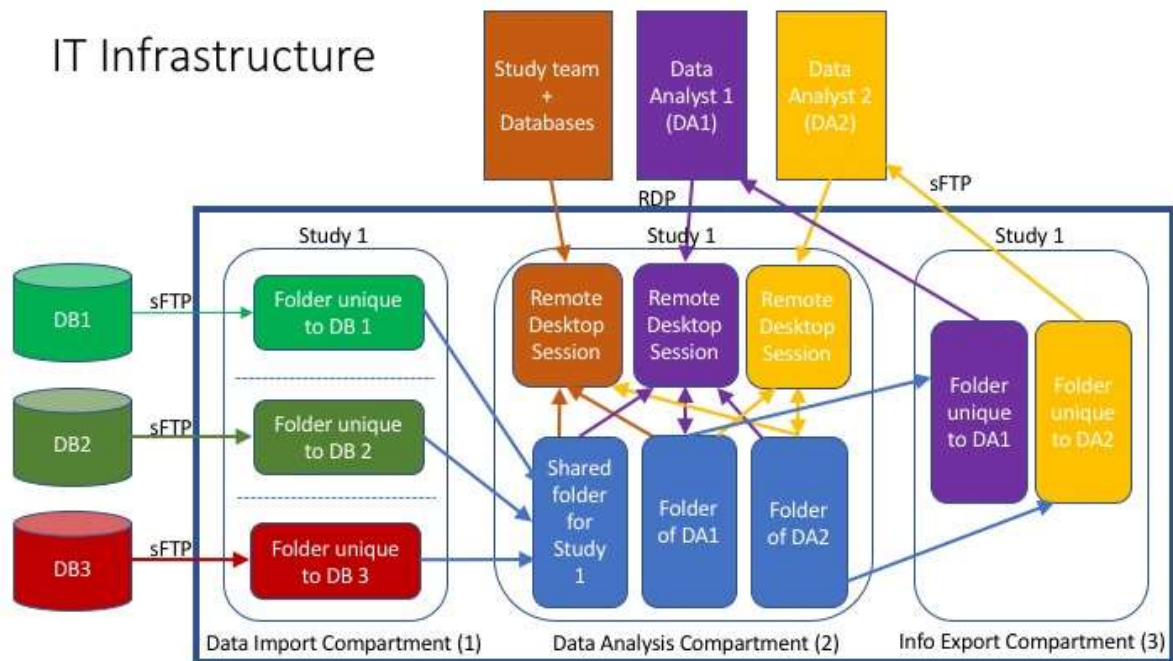 IT Infrastructure
Study team
+
Databases
Data
Analyst 1
(DA1)
Data
Analyst 2
(DA2)
RDP
sFTP
Study 1
Study 1
Study 1
DB1
sFTP
Folder unique
to DB 1
Remote
Desktop
Session
Remote
Desktop
Session
Remote
Desktop
Session
DB2
sFTP
Folder unique
to DB 2
Folder
unique
to DA1
Folder
unique
to DA2
Shared
folder
for
Study
1
Folder
of DA1
Folder
of DA2
DB3
sFTP
Folder unique
to DB 3
Data Import Compartment (1)
Data Analysis Compartment (2)
Info Export Compartment (3)